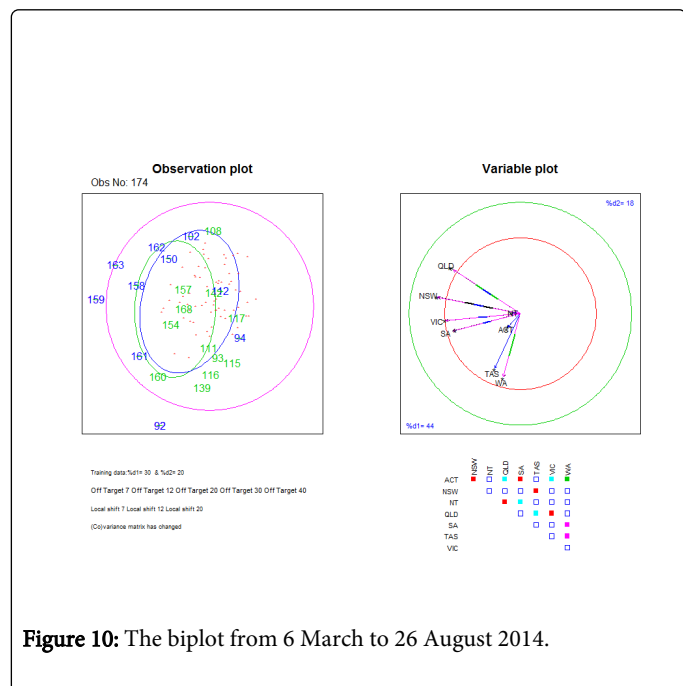 Observation plot
Variable plot
Obs No: 174
%d2= 18
108
102
162
150
163
158
157
142
112
159
168
117
154
94
161
111
93
115
160
116
139
92
QLD
NSW
NT
VIC
SA
ACT
TAS
WA
%d1= 44
Training data:%d1= 30 & %d2= 20
Off Target 7 Off Target 12 Off Target 20 Off Target 30 Off Target 40
Local shift 7 Local shift 12 Local shift 20
(Co)variance matrix has changed
NSW NT QLD SA TAS VIC WA
ACT
NSW
NT
QLD
SA
TAS
VIC
Figure 10: The biplot from 6 March to 26 August 2014.